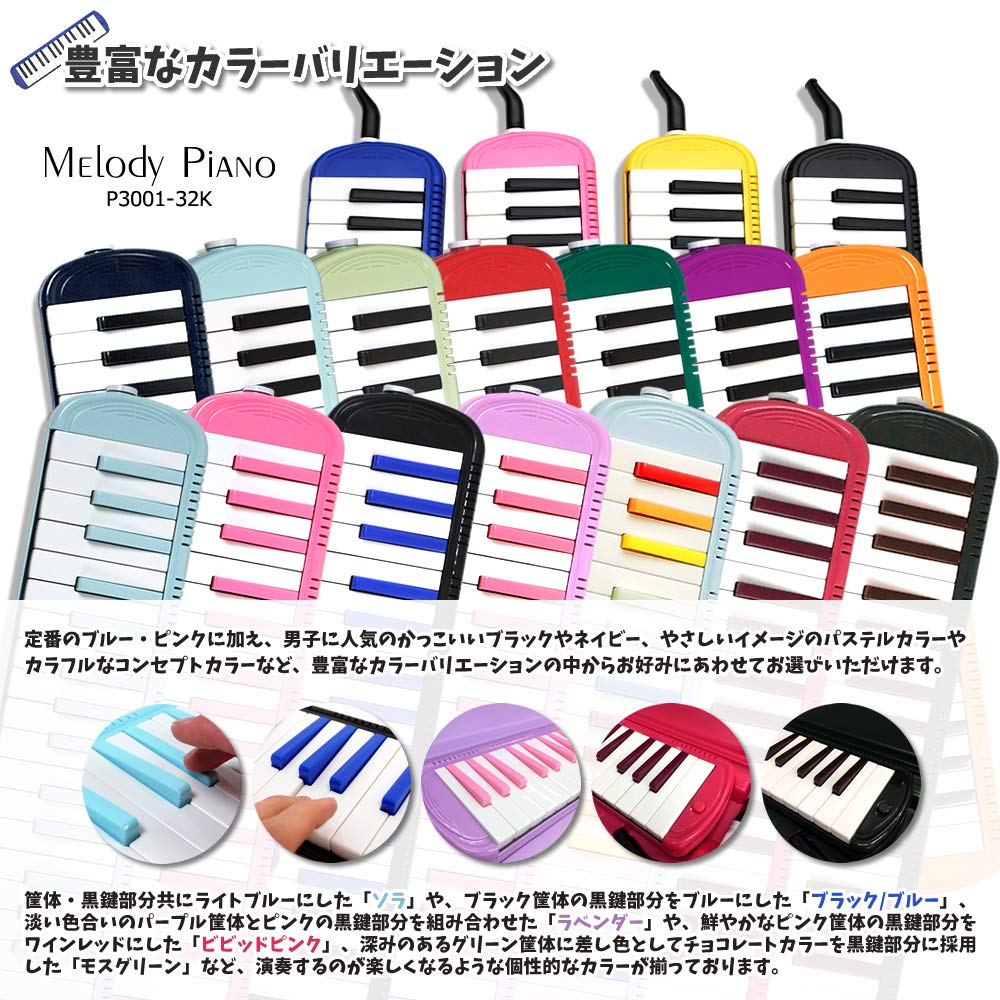 豊富なカラーバリエーション
MELODY PIANO
P3001-32K
定番のブルー・ピンクに加え、男子に人気のかっこいいブラックやネイビー、やさしいイメージのパステルカラーや
カラフルなコンセプトカラーなど、豊富なカラーバリエーションの中からお好みにあわせてお選びいただけます。
筐体・黒鍵部分共にライトブルーにした「ソラ」や、ブラック筐体の黒鍵部分をブルーにした「ブラック/ブルー」、
淡い色合いのパープル筐体とピンクの黒鍵部分を組み合わせた「ラベンダー」や、鮮やかなピンク筐体の黒鍵部分を
ワインレッドにした「ビビッドピンク」、深みのあるグリーン筐体に差し色としてチョコレートカラーを黒鍵部分に採用
した「モスグリーン」など、演奏するのが楽しくなるような個性的なカラーが揃っております。